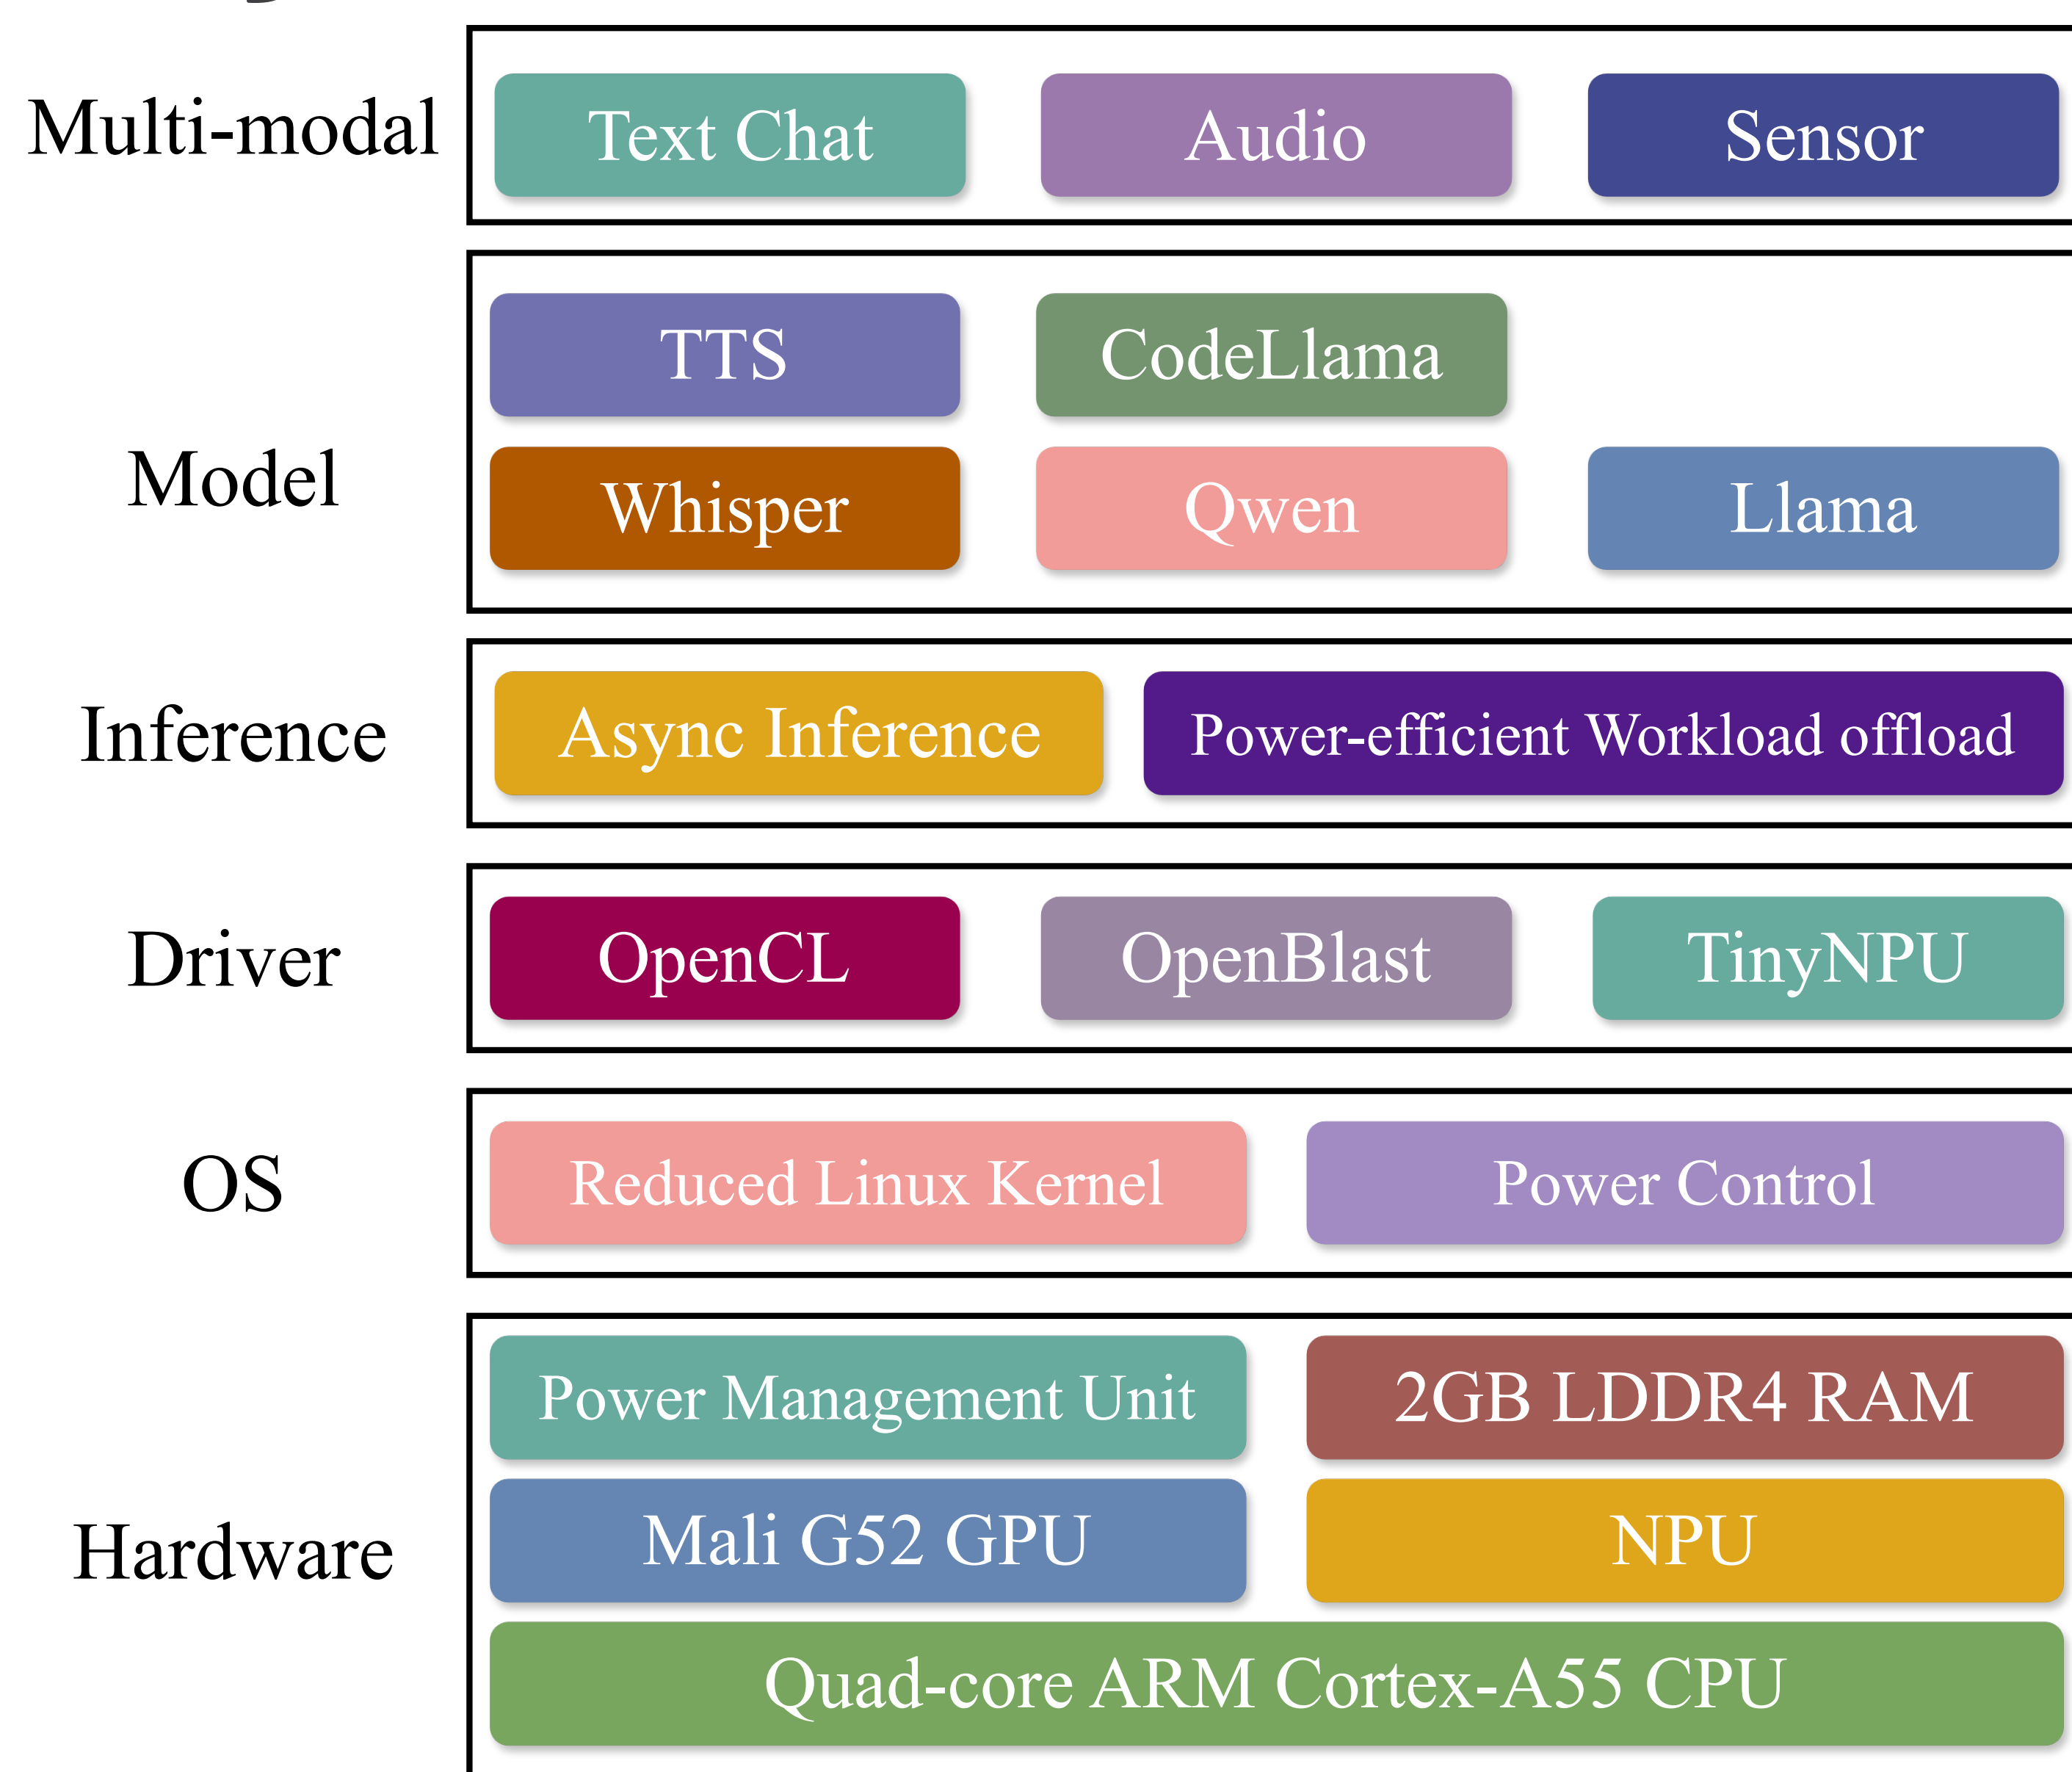 Multi-modal
Text Chat
Audio
Sensor
Model
TTS
CodeLlama
Whisper
Qwen
Llama
Inference
Async Inference
Power-efficient Workload offload
Driver
OpenCL
OpenBlast
TinyNPU
OS
Reduced Linux Kernel
Power Control
Hardware
Power Management Unit
2GB LDDR4 RAM
Mali G52 GPU
NPU
Quad-core ARM Cortex-A55 CPU